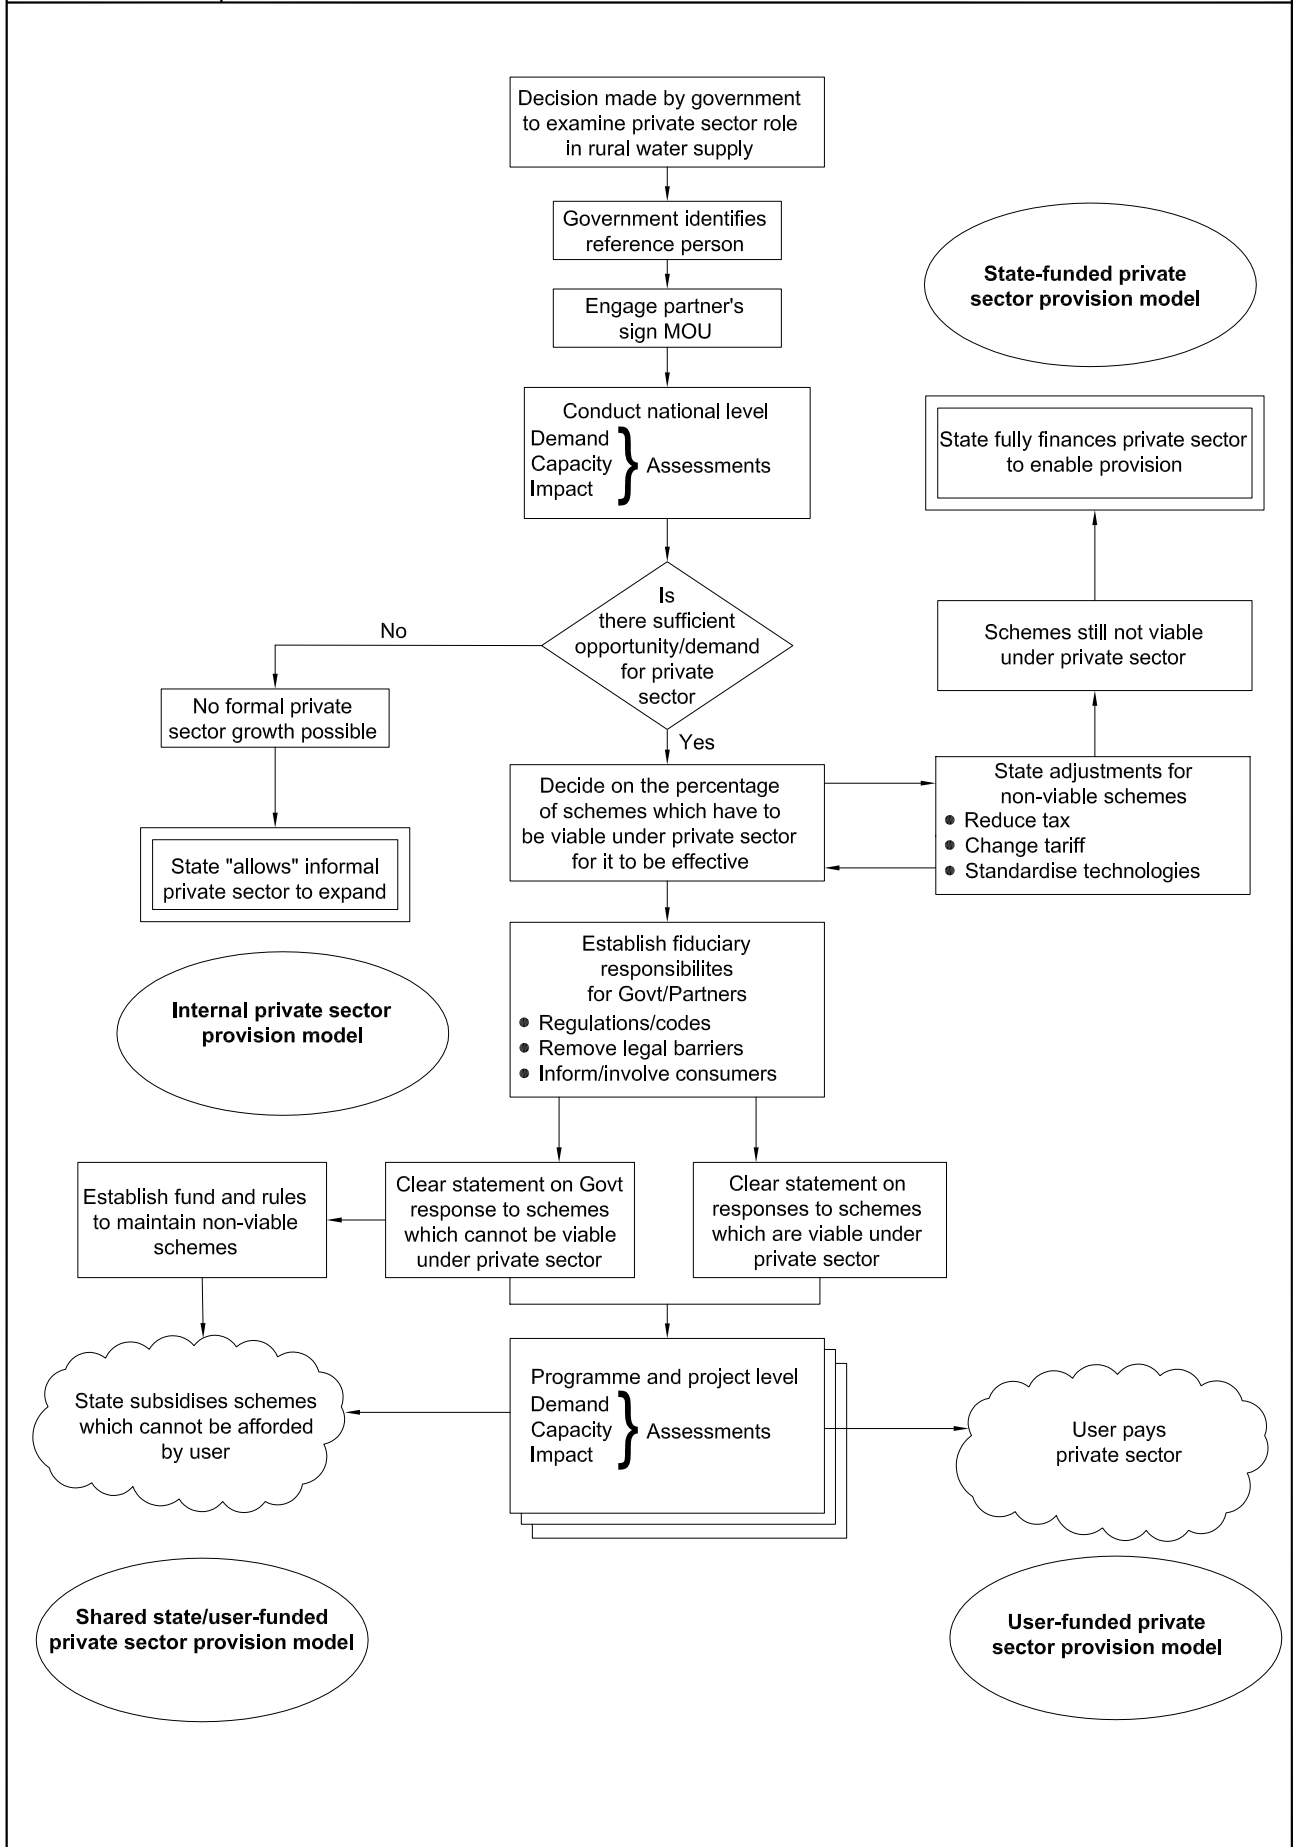 Decision made by government
to examine private sector role
in rural water supply
Government identifies
reference person
Engage partner's
sign MOU
Conduct national level
Demand
Capacity
Impact
Assessments
Is
there sufficient
opportunity/demand
for private
sector
No
Yes
No formal private
sector growth possible
State "allows" informal
private sector to expand
Internal private sector
provision model
State-funded private
sector provision model
State fully finances private sector
to enable provision
Schemes still not viable
under private sector
State adjustments for
non-viable schemes
● Reduce tax
● Change tariff
● Standardise technologies
Decide on the percentage
of schemes which have to
be viable under private sector
for it to be effective
Establish fiduciary
responsibilites
for Govt/Partners
● Regulations/codes
● Remove legal barriers
● Inform/involve consumers
Establish fund and rules
to maintain non-viable
schemes
Clear statement on Govt
response to schemes
which cannot be viable
under private sector
Clear statement on
responses to schemes
which are viable under
private sector
State subsidises schemes
which cannot be afforded
by user
Programme and project level
Demand
Capacity
Impact
Assessments
User pays
private sector
Shared state/user-funded
private sector provision model
User-funded private
sector provision model